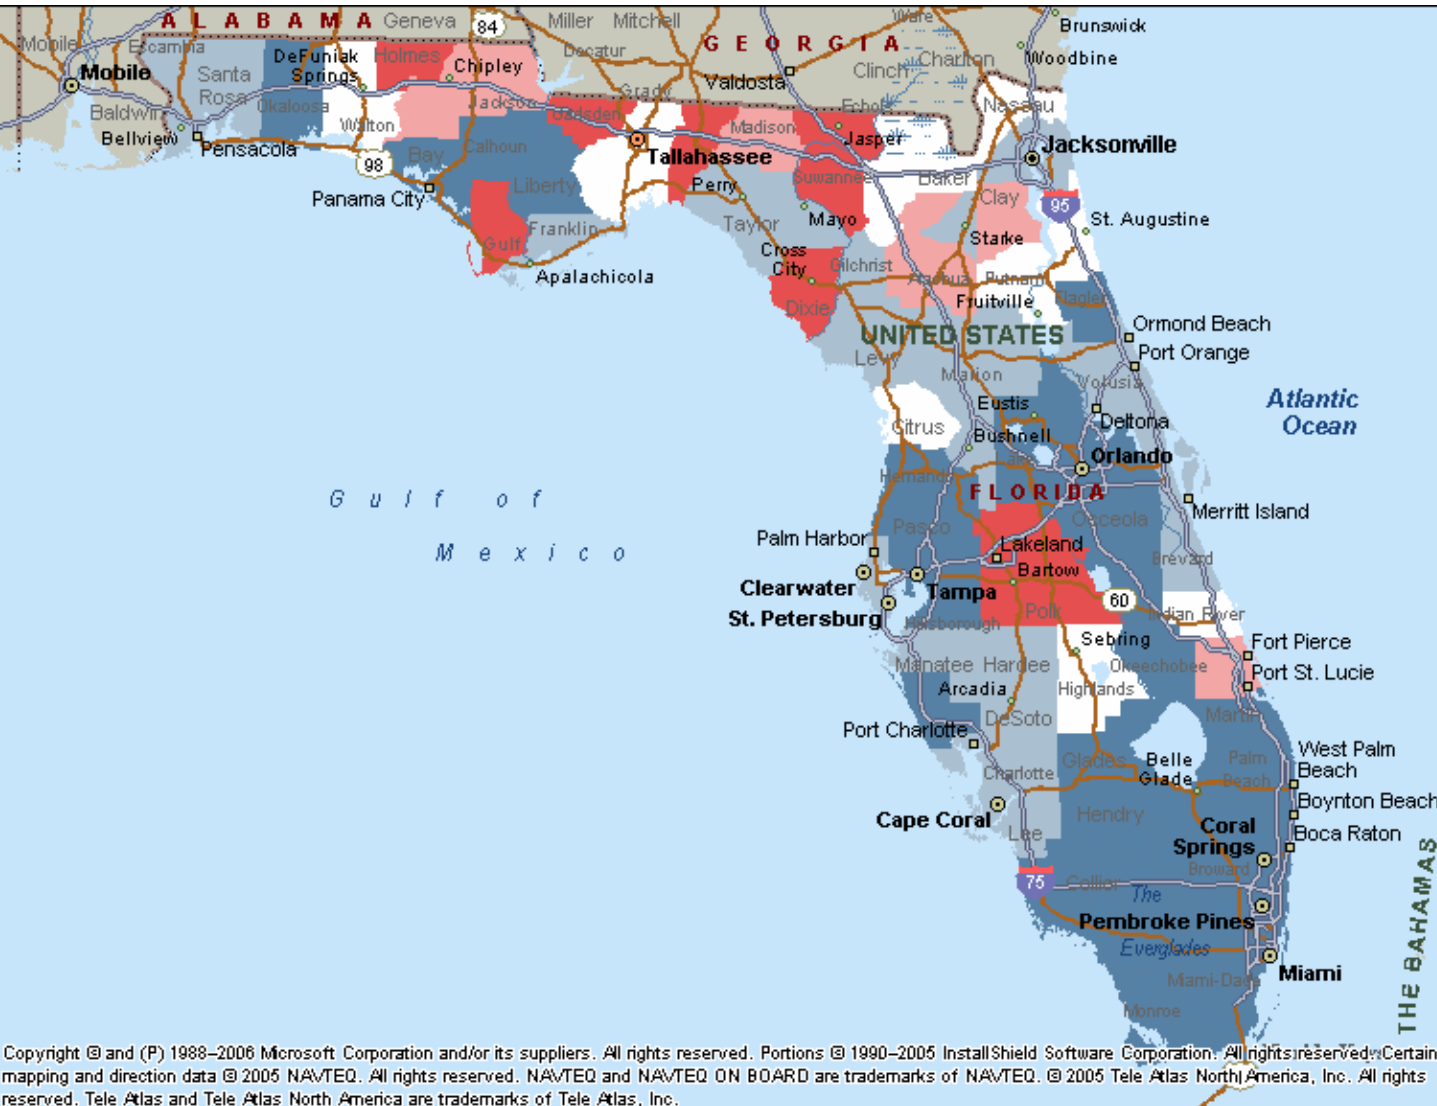 ALABAMA
Geneva
84
Miller
Mitchell
Ware
Brunswick
Mobile
Escambia
DeFuniak
Springs
Holmes
Chipley
Decatur
GEORGIA
Charlton
Woodbine
Mobile
Santa
Rosa
Okaloosa
Jackson
Grady
Valdosta
Clinch
Echols
Nassau
Baldwin
Bellview
Pensacola
Walton
Gadsden
Madison
Jasper
Jacksonville
98
Bay
Calhoun
Tallahassee
Panama City
Liberty
Perry
Suwannee
Baker
Clay
95
Mayo
St. Augustine
Franklin
Taylor
Starke
Gulf
Cross
City
Gilchrist
Apalachicola
Alachua
Putnam
Dixie
Fruitville
Flagler
UNITED STATES
Ormond Beach
Port Orange
Levy
Marion
Volusia
Eustis
Atlantic
Ocean
Citrus
Bushnell
Deltona
Lake
Orlando
Hernando
Gulf of
Mexico
FLORIDA
Pasco
Osceola
Merritt Island
Palm Harbor
Lakeland
Bartow
Brevard
Clearwater
Tampa
60
St. Petersburg
Hillsborough
Polk
Indian River
Sebring
Fort Pierce
Manatee
Hardee
Okeechobee
Port St. Lucie
Arcadia
Highlands
DeSoto
Martin
Port Charlotte
Charlotte
Glades
Belle
Glade
Palm
Beach
West Palm
Beach
Cape Coral
Hendry
Boynton Beach
Lee
Coral
Springs
Boca Raton
Broward
75
Collier
The
Everglades
Pembroke Pines
Miami-Dade
Miami
Monroe
THE BAHAMAS
Copyright © and (P) 1988–2006 Microsoft Corporation and/or its suppliers. All rights reserved. Portions © 1990–2005 InstallShield Software Corporation. All rights reserved. Certain
mapping and direction data © 2005 NAVTEQ. All rights reserved. NAVTEQ and NAVTEQ ON BOARD are trademarks of NAVTEQ. © 2005 Tele Atlas North America, Inc. All rights
reserved. Tele Atlas and Tele Atlas North America are trademarks of Tele Atlas, Inc.